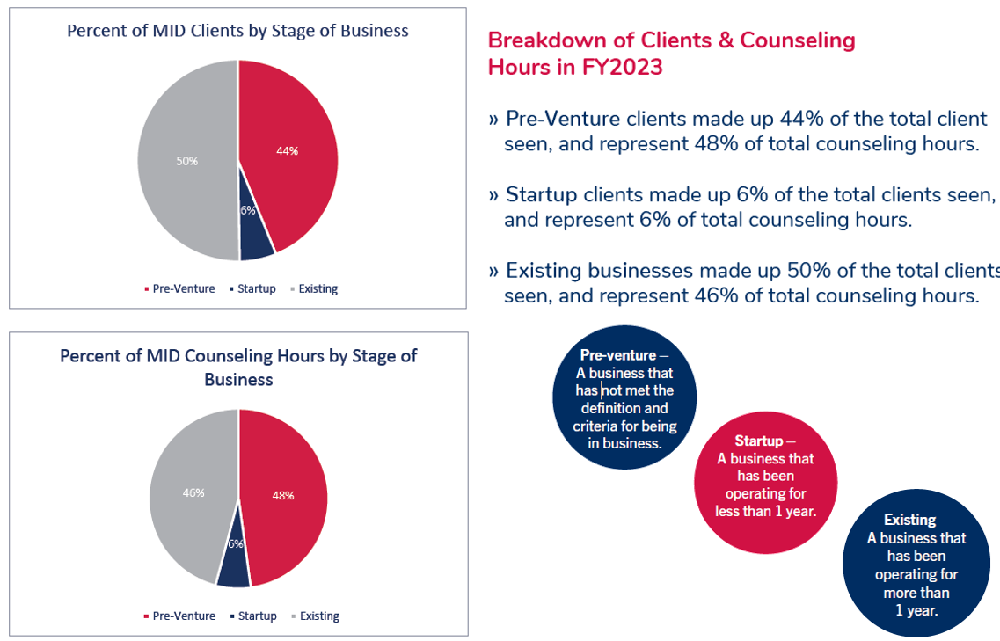 Percent of MID Clients by Stage of Business
50%
44%
6%
Pre-Venture Startup Existing
Percent of MID Counseling Hours by Stage of
Business
46%
48%
6%
Pre-Venture Startup Existing
Breakdown of Clients & Counseling
Hours in FY2023
» Pre-Venture clients made up 44% of the total client
seen, and represent 48% of total counseling hours.
» Startup clients made up 6% of the total clients seen,
and represent 6% of total counseling hours.
» Existing businesses made up 50% of the total clients
seen, and represent 46% of total counseling hours.
Pre-venture –
A business that
has not met the
definition and
criteria for being
in business.
Startup –
A business that
has been
operating for
less than 1 year.
Existing –
A business that
has been
operating for
more than
1 year.